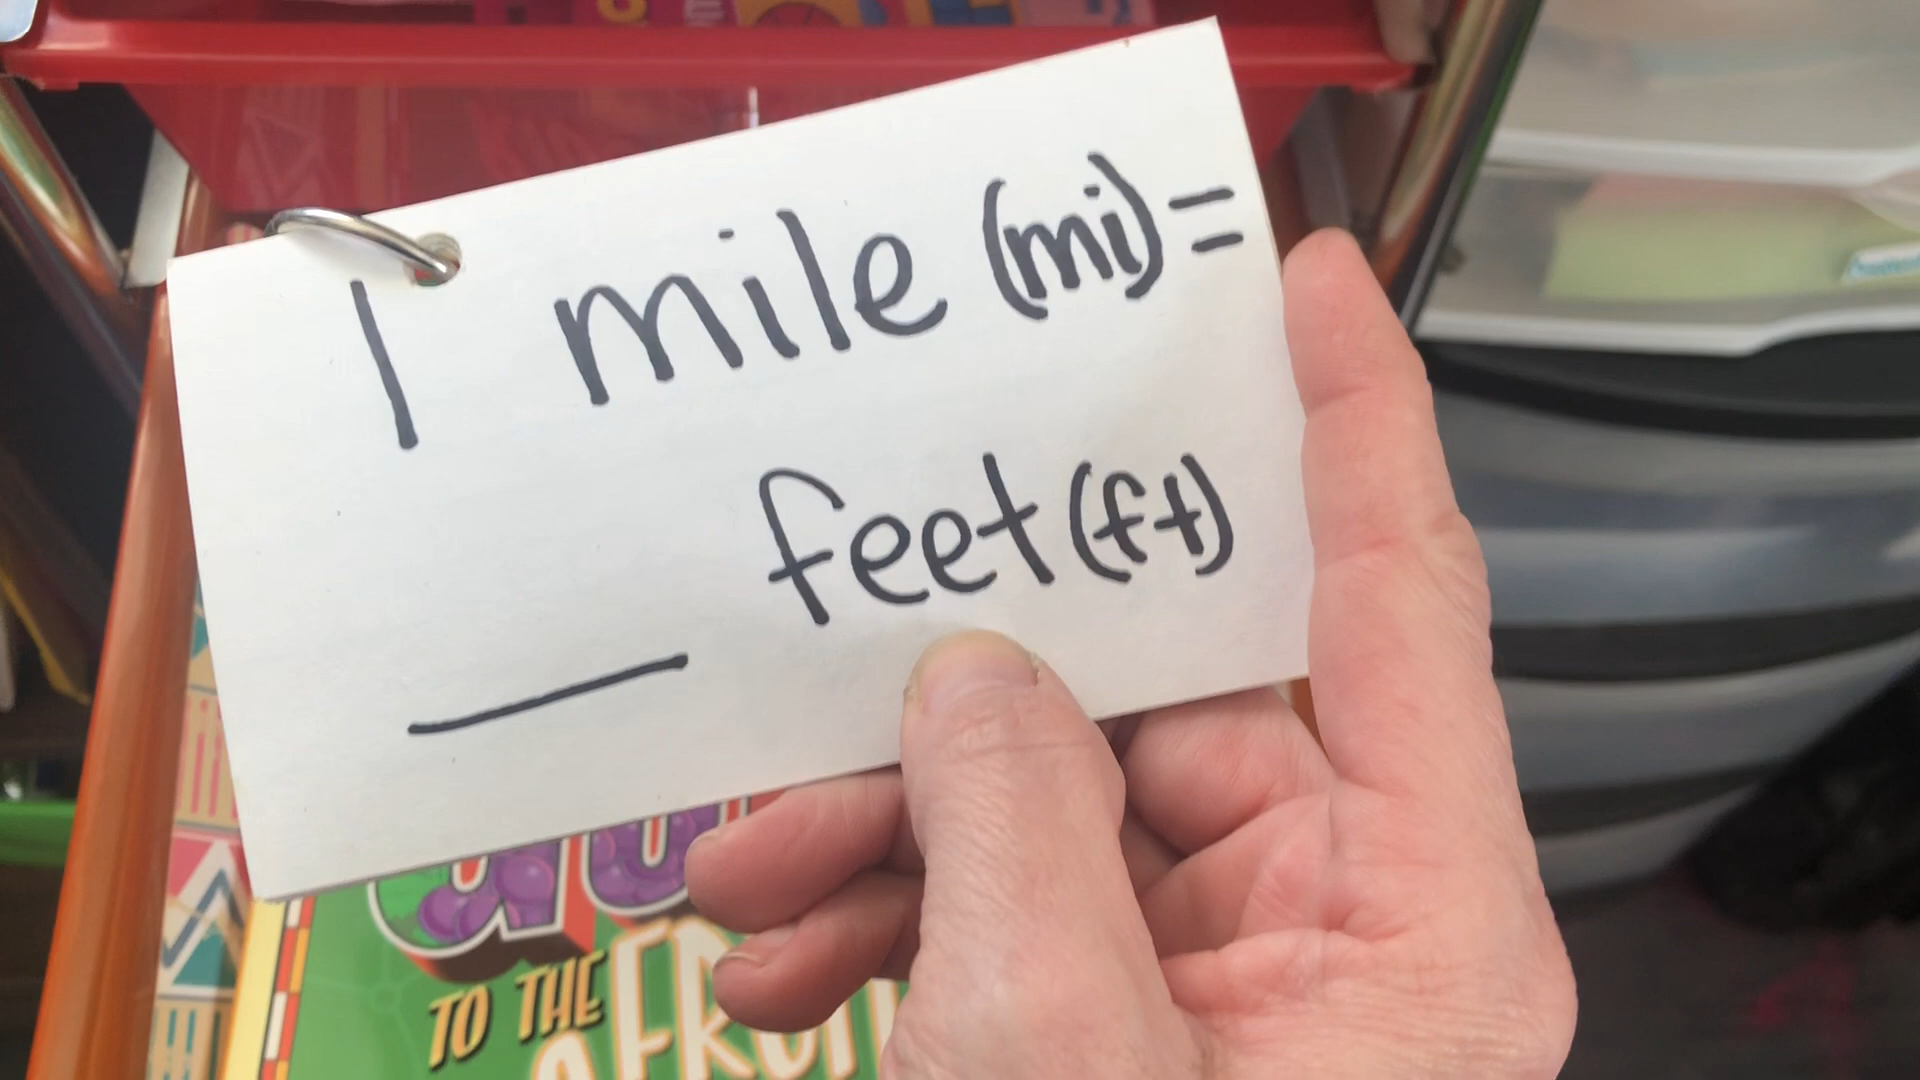 1 mile (mi) =
___ feet (ft)
TO THE